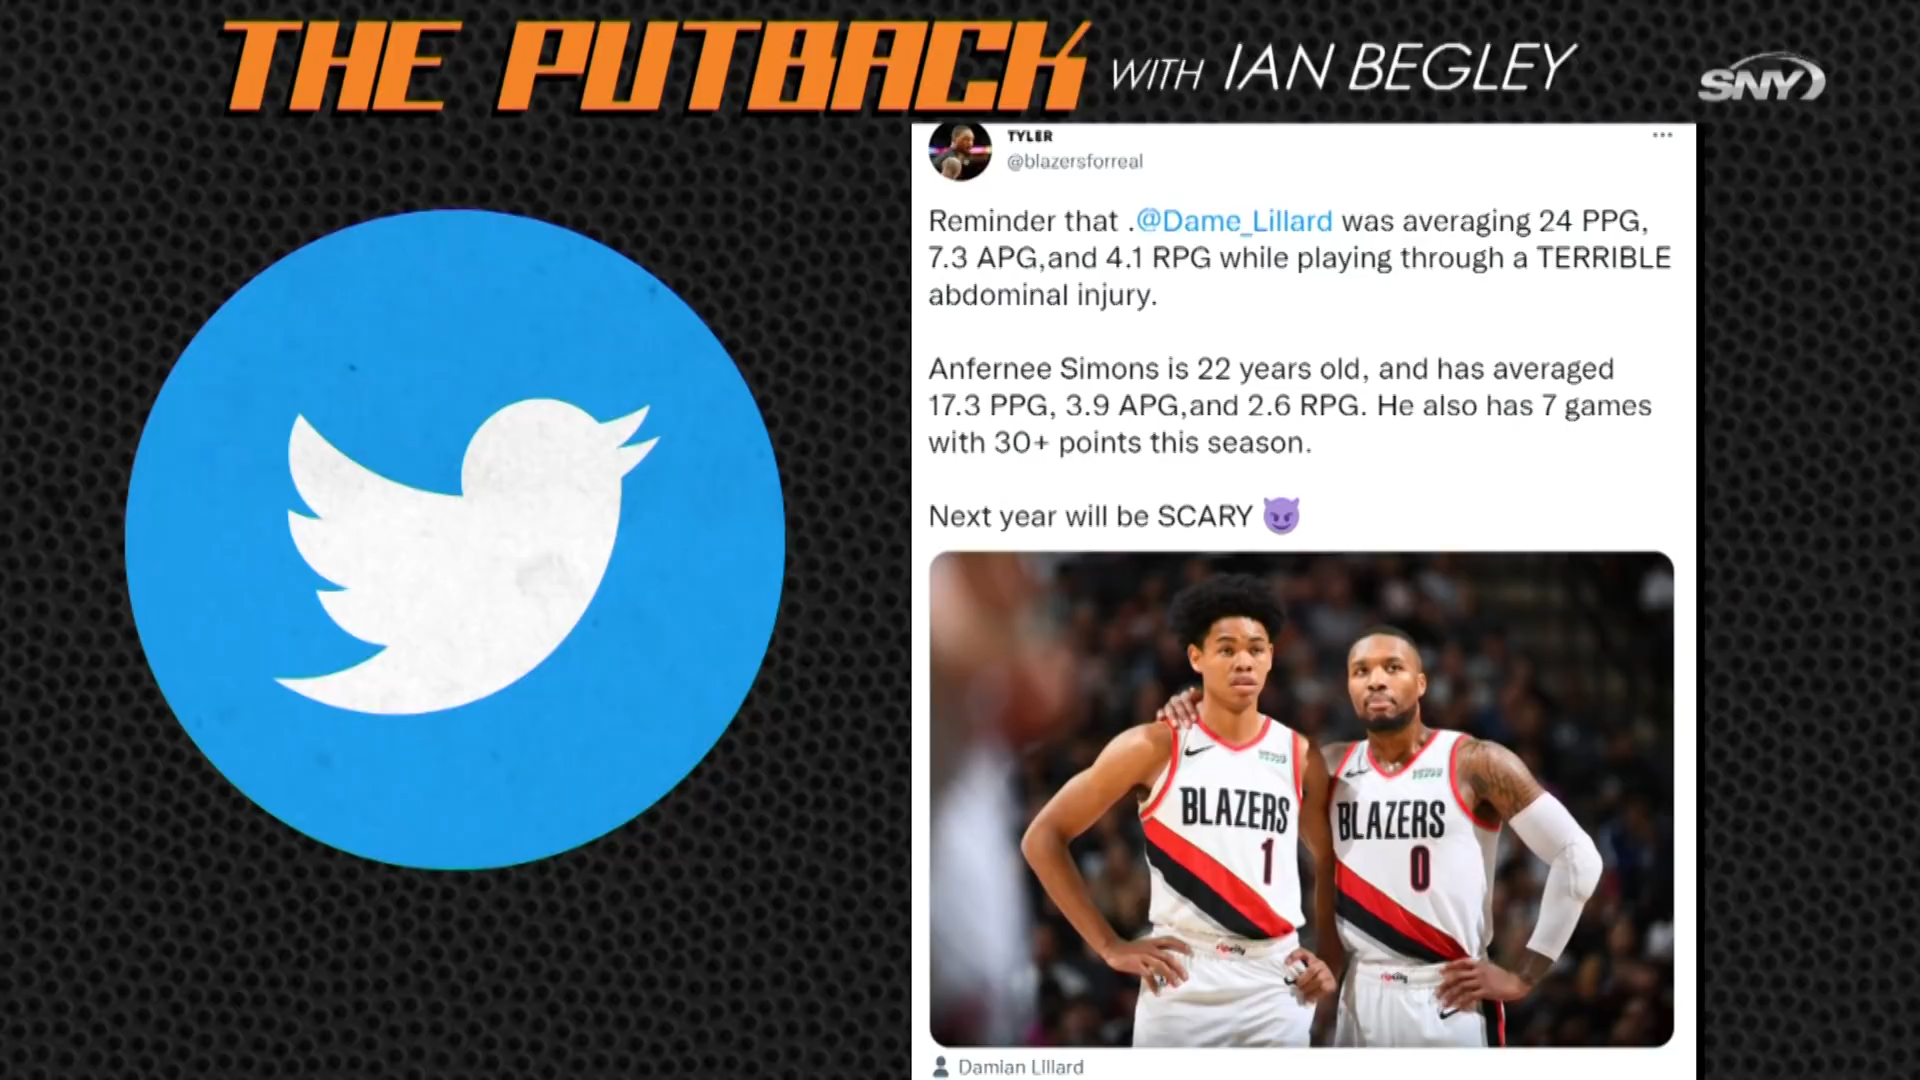 THE PUTBACK WITH IAN BEGLEY
SNY
TYLER
@blazersforreal
Reminder that .@Dame_Lillard was averaging 24 PPG,
7.3 APG,and 4.1 RPG while playing through a TERRIBLE
abdominal injury.
Anfernee Simons is 22 years old, and has averaged
17.3 PPG, 3.9 APG,and 2.6 RPG. He also has 7 games
with 30+ points this season.
Next year will be SCARY 😈
BLAZERS
1
BLAZERS
0
Damian Lillard